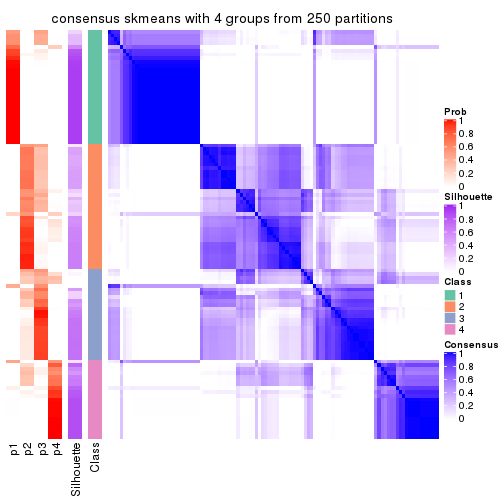 consensus skmeans with 4 groups from 250 partitions
Prob
1
0.8
0.6
0.4
0.2
0
Silhouette
1
0.8
0.6
0.4
0.2
0
Class
1
2
3
4
Consensus
1
0.8
0.6
0.4
0.2
0
p1
p2
p3
p4
Silhouette
Class